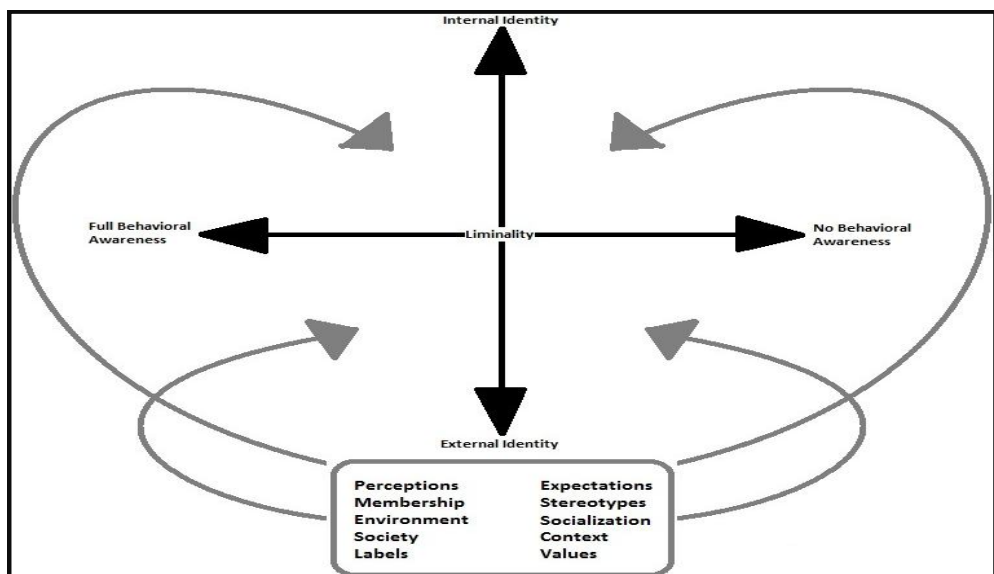 Internal Identity
Full Behavioral
Awareness
Liminality
No Behavioral
Awareness
External Identity
Perceptions
Membership
Environment
Society
Labels
Expectations
Stereotypes
Socialization
Context
Values